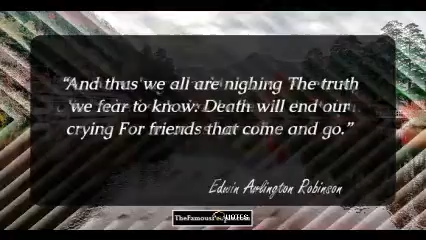 “And thus we all are nighing The truth
we fear to know: Death will end our
crying For friends that come and go.”
Edwin Arlington Robinson